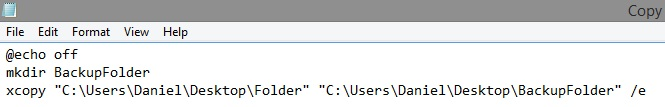 Copy
File Edit Format View Help
@echo off
mkdir BackupFolder
xcopy "C:\Users\Daniel\Desktop\Folder" "C:\Users\Daniel\Desktop\BackupFolder" /e